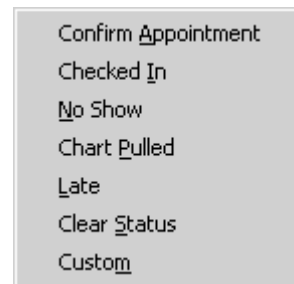 Confirm Appointment
Checked In
No Show
Chart Pulled
Late
Clear Status
Custom